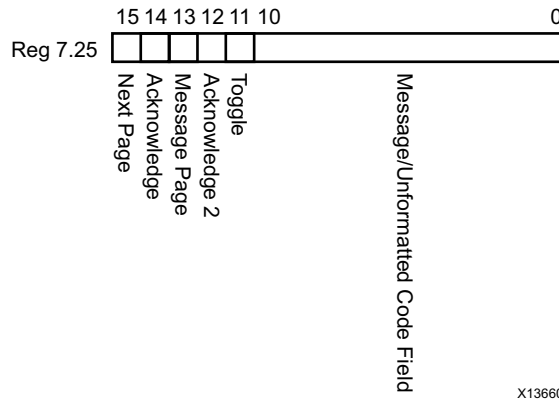 15 14 13 12 11 10 0
Reg 7.25
Next Page
Acknowledge
Message Page
Acknowledge 2
Toggle
Message/Unformatted Code Field
X13660